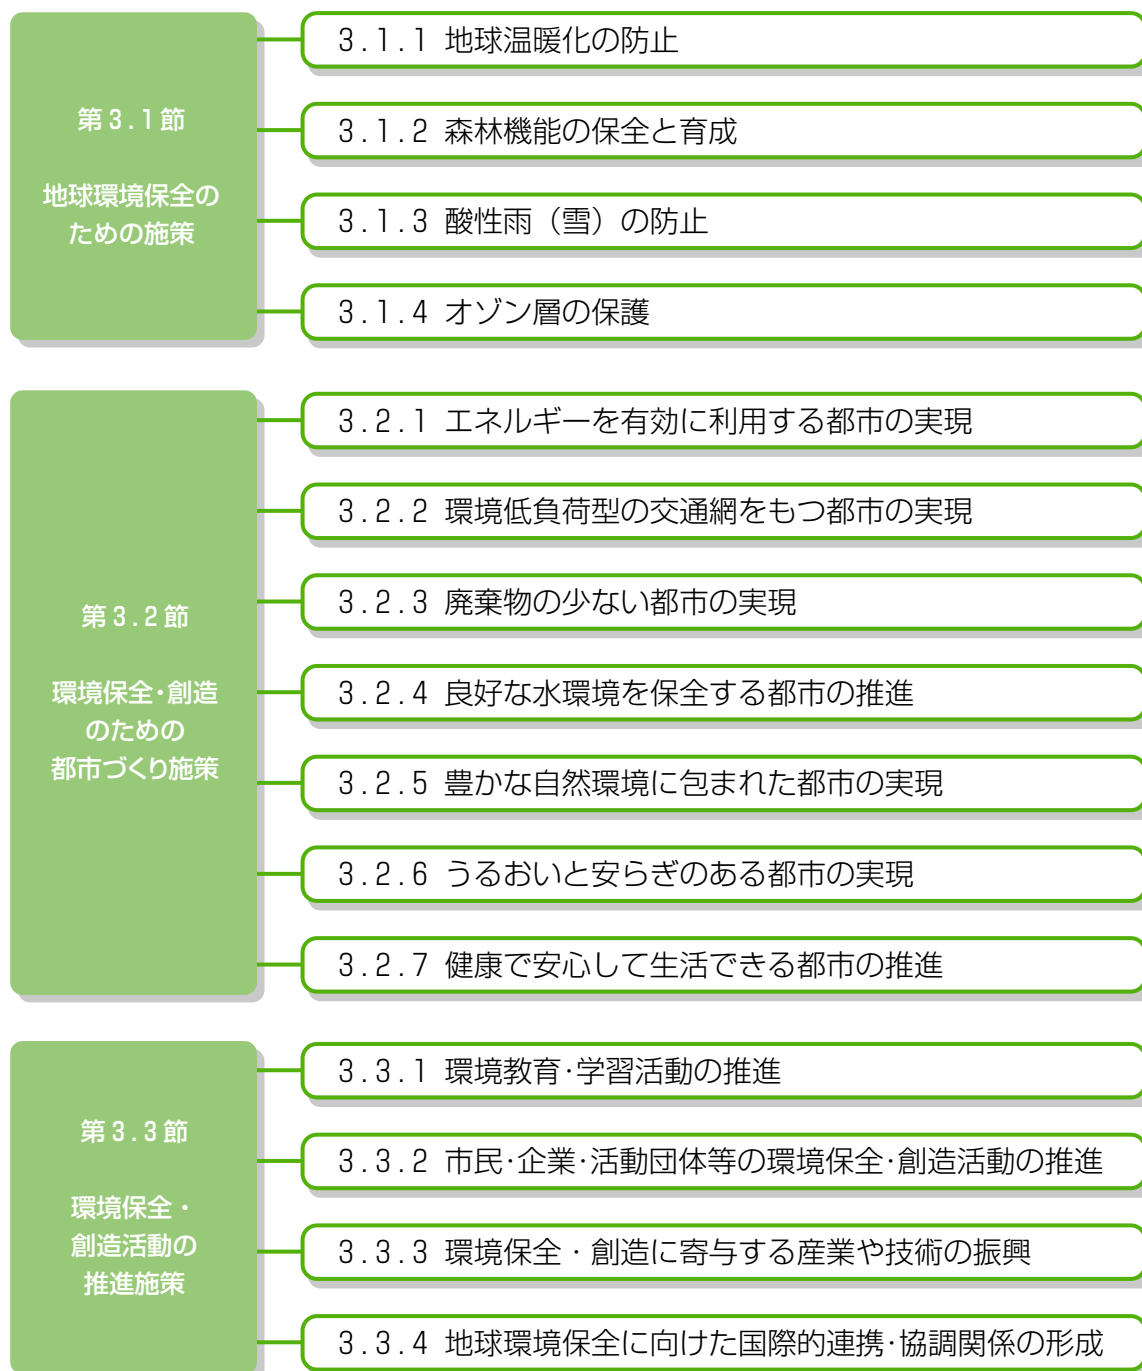 第3.1節
地球環境保全の
ための施策
3.1.1 地球温暖化の防止
3.1.2 森林機能の保全と育成
3.1.3 酸性雨（雪）の防止
3.1.4 オゾン層の保護
第3.2節
環境保全･創造
のための
都市づくり施策
3.2.1 エネルギーを有効に利用する都市の実現
3.2.2 環境低負荷型の交通網をもつ都市の実現
3.2.3 廃棄物の少ない都市の実現
3.2.4 良好な水環境を保全する都市の推進
3.2.5 豊かな自然環境に包まれた都市の実現
3.2.6 うるおいと安らぎのある都市の実現
3.2.7 健康で安心して生活できる都市の推進
第3.3節
環境保全・
創造活動の
推進施策
3.3.1 環境教育･学習活動の推進
3.3.2 市民･企業･活動団体等の環境保全･創造活動の推進
3.3.3 環境保全・創造に寄与する産業や技術の振興
3.3.4 地球環境保全に向けた国際的連携･協調関係の形成